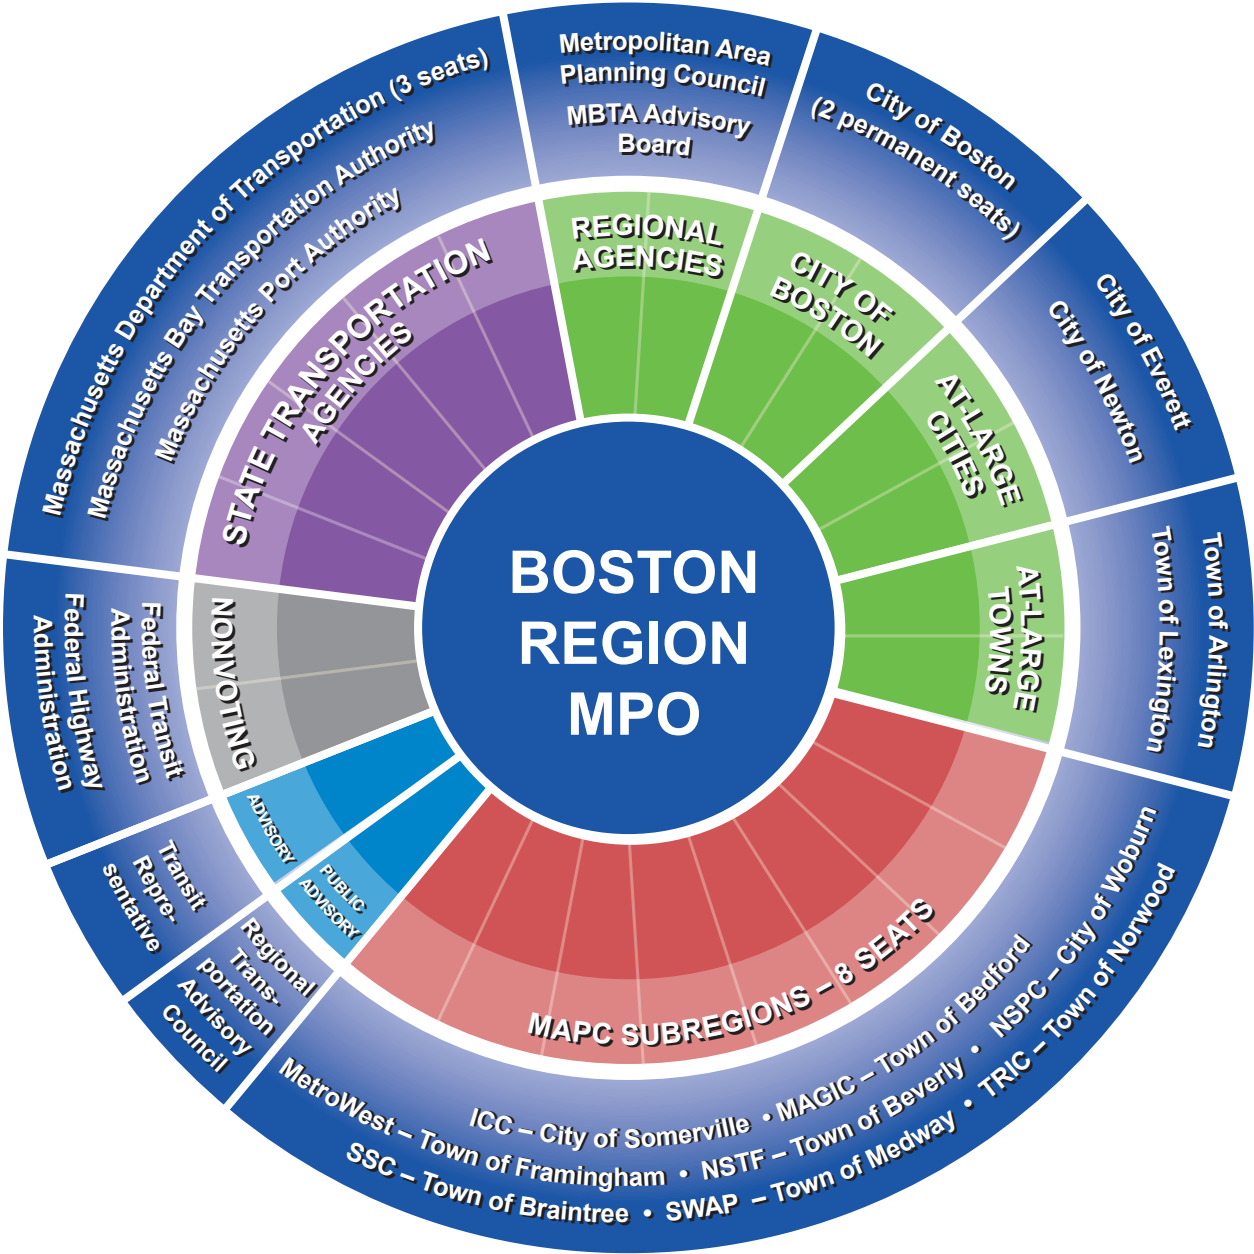 BOSTON
REGION
MPO
REGIONAL
AGENCIES
Metropolitan Area
Planning Council
MBTA Advisory
Board
CITY OF
BOSTON
City of Boston
(2 permanent seats)
AT-LARGE
CITIES
City of Everett
City of Newton
AT-LARGE
TOWNS
Town of Arlington
Town of Lexington
MAPC SUBREGIONS – 8 SEATS
ICC – City of Somerville • MAGIC – Town of Bedford
MetroWest – Town of Framingham • NSTF – Town of Beverly • NSPC – City of Woburn
SSC – Town of Braintree • SWAP – Town of Medway • TRIC – Town of Norwood
PUBLIC-
ADVISORY
Regional
Trans-
portation
Advisory
Council
ADVISORY
Transit
Repre-
sentative
NONVOTING
Federal Transit
Administration
Federal Highway
Administration
STATE TRANSPORTATION
AGENCIES
Massachusetts Department of Transportation (3 seats)
Massachusetts Bay Transportation Authority
Massachusetts Port Authority